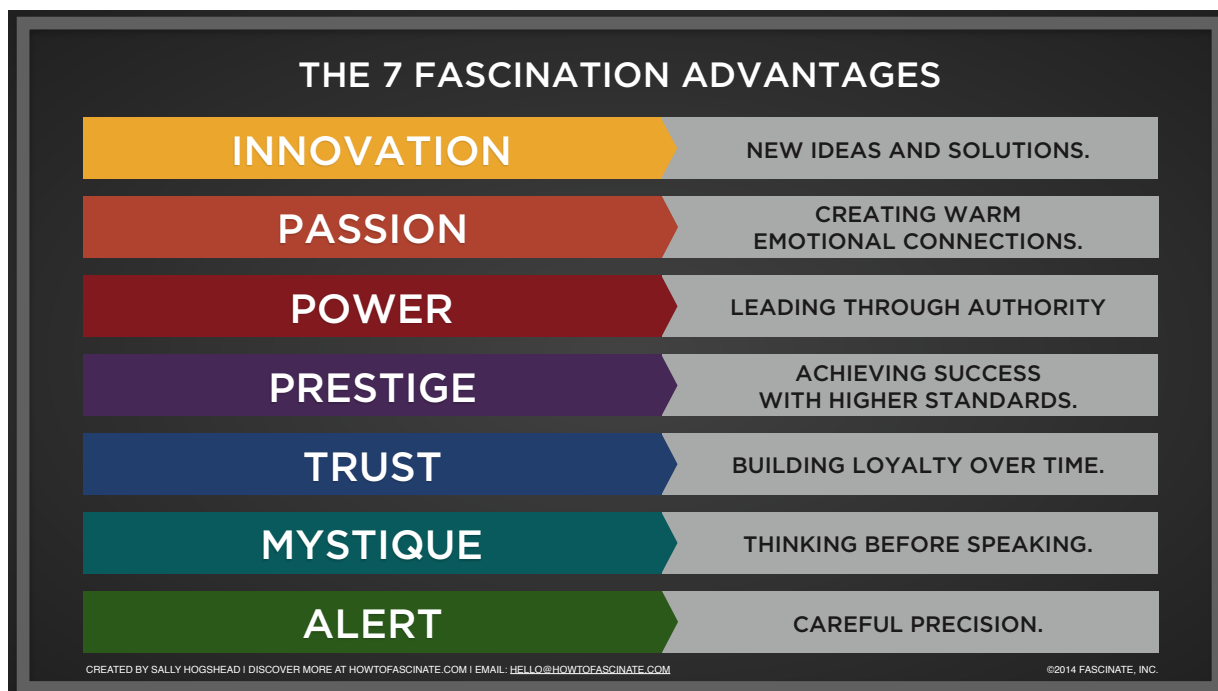 THE 7 FASCINATION ADVANTAGES
INNOVATION
NEW IDEAS AND SOLUTIONS.
PASSION
CREATING WARM
EMOTIONAL CONNECTIONS.
POWER
LEADING THROUGH AUTHORITY
PRESTIGE
ACHIEVING SUCCESS
WITH HIGHER STANDARDS.
TRUST
BUILDING LOYALTY OVER TIME.
MYSTIQUE
THINKING BEFORE SPEAKING.
ALERT
CAREFUL PRECISION.
CREATED BY SALLY HOGSHEAD I DISCOVER MORE AT HOWTOFASCINATE.COM I EMAIL: HELLO@HOWTOFASCINATE.COM
©2014 FASCINATE, INC.